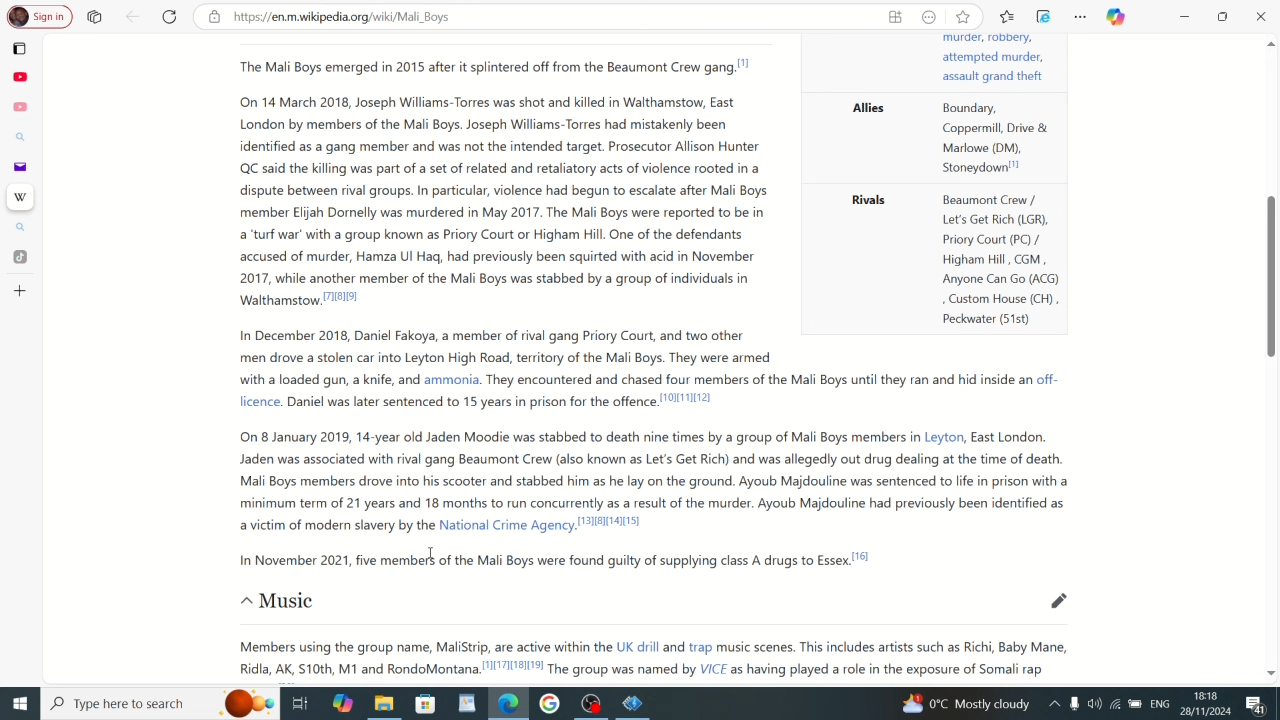 Sign in
https://en.m.wikipedia.org/wiki/Mali_Boys
The Mali Boys emerged in 2015 after it splintered off from the Beaumont Crew gang.[1]
On 14 March 2018, Joseph Williams-Torres was shot and killed in Walthamstow, East
London by members of the Mali Boys. Joseph Williams-Torres had mistakenly been
identified as a gang member and was not the intended target. Prosecutor Allison Hunter
QC said the killing was part of a set of related and retaliatory acts of violence rooted in a
dispute between rival groups. In particular, violence had begun to escalate after Mali Boys
member Elijah Dornelly was murdered in May 2017. The Mali Boys were reported to be in
a 'turf war' with a group known as Priory Court or Higham Hill. One of the defendants
accused of murder, Hamza Ul Haq, had previously been squirted with acid in November
2017, while another member of the Mali Boys was stabbed by a group of individuals in
Walthamstow.[7][8][9]
In December 2018, Daniel Fakoya, a member of rival gang Priory Court, and two other
men drove a stolen car into Leyton High Road, territory of the Mali Boys. They were armed
with a loaded gun, a knife, and ammonia. They encountered and chased four members of the Mali Boys until they ran and hid inside an off-
licence. Daniel was later sentenced to 15 years in prison for the offence.[10][11][12]
On 8 January 2019, 14-year old Jaden Moodie was stabbed to death nine times by a group of Mali Boys members in Leyton, East London.
Jaden was associated with rival gang Beaumont Crew (also known as Let's Get Rich) and was allegedly out drug dealing at the time of death.
Mali Boys members drove into his scooter and stabbed him as he lay on the ground. Ayoub Majdouline was sentenced to life in prison with a
minimum term of 21 years and 18 months to run concurrently as a result of the murder. Ayoub Majdouline had previously been identified as
a victim of modern slavery by the National Crime Agency.[13][8][14][15]
In November 2021, five members of the Mali Boys were found guilty of supplying class A drugs to Essex.[16]
Music
Members using the group name, MaliStrip, are active within the UK drill and trap music scenes. This includes artists such as Richi, Baby Mane,
Ridla, AK, S10th, M1 and RondoMontana.[1][17][18][19] The group was named by VICE as having played a role in the exposure of Somali rap
murder, robbery,
attempted murder,
assault grand theft
Allies
Boundary,
Coppermill, Drive &
Marlowe (DM),
Stoneydown[1]
Rivals
Beaumont Crew /
Let's Get Rich (LGR),
Priory Court (PC) /
Higham Hill , CGM ,
Anyone Can Go (ACG)
, Custom House (CH) ,
Peckwater (51st)
Type here to search
0°C Mostly cloudy
ENG
18:18
28/11/2024
41